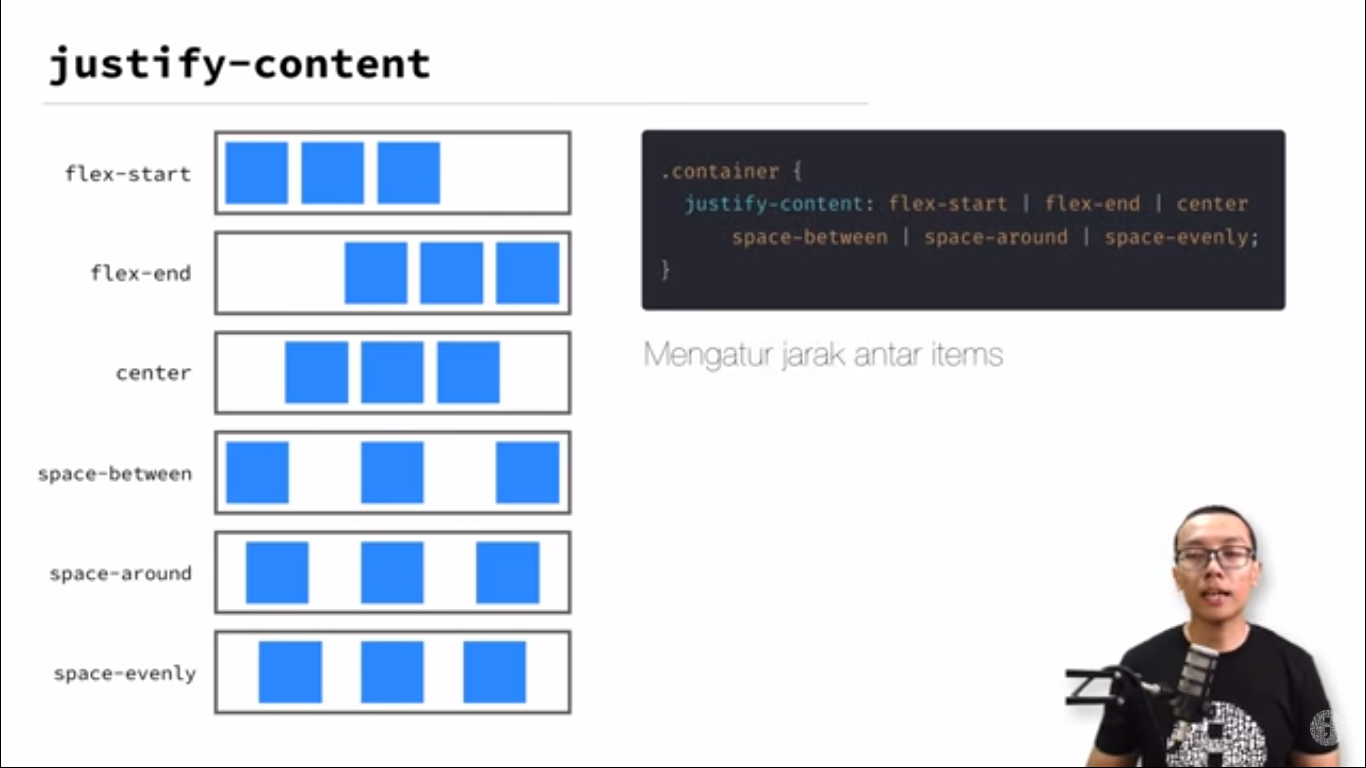 justify-content
flex-start
flex-end
center
space-between
space-around
space-evenly
.container {
justify-content: flex-start | flex-end | center
space-between | space-around | space-evenly;
}
Mengatur jarak antar items